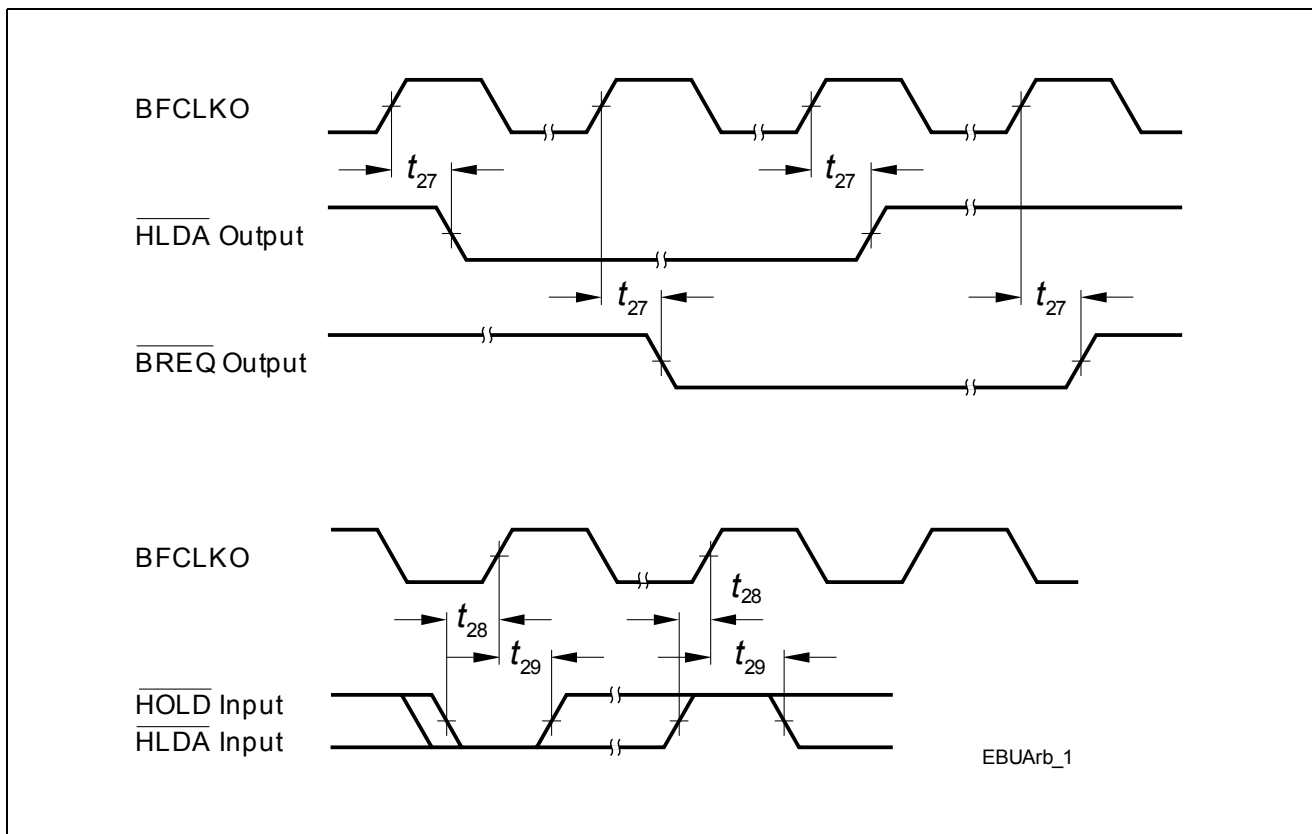 BFCLKO
t27 t27
HLDA Output
t27 t27
BREQ Output
BFCLKO
t28 t28
t29 t29
HOLD Input
HLDA Input
EBUArb_1